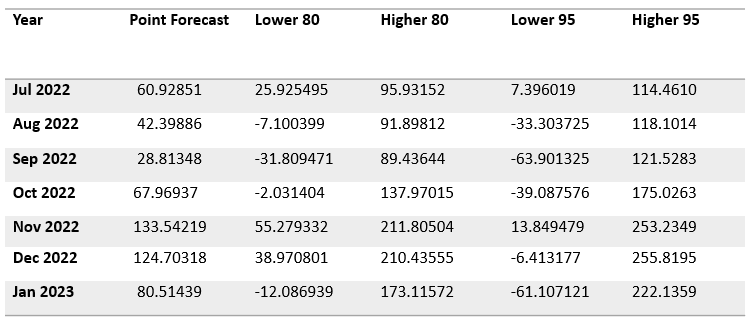 Year Point Forecast Lower 80 Higher 80 Lower 95 Higher 95
Jul 2022 60.92851 25.925495 95.93152 7.396019 114.4610
Aug 2022 42.39886 -7.100399 91.89812 -33.303725 118.1014
Sep 2022 28.81348 -31.809471 89.43644 -63.901325 121.5283
Oct 2022 67.96937 -2.031404 137.97015 -39.087576 175.0263
Nov 2022 133.54219 55.279332 211.80504 13.849479 253.2349
Dec 2022 124.70318 38.970801 210.43555 -6.413177 255.8195
Jan 2023 80.51439 -12.086939 173.11572 -61.107121 222.1359